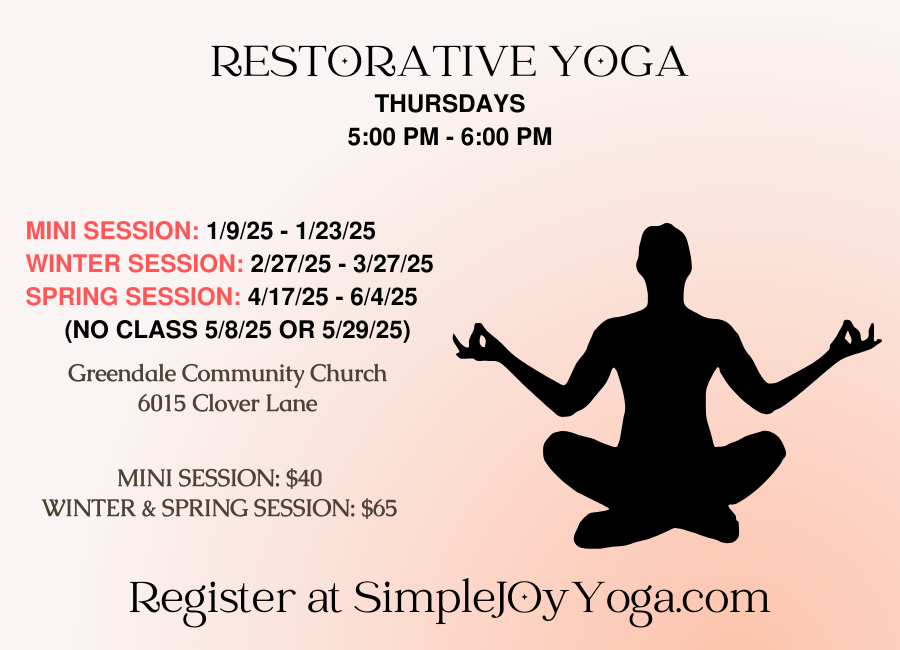 RESTORATIVE YOGA
THURSDAYS
5:00 PM - 6:00 PM
MINI SESSION: 1/9/25 - 1/23/25
WINTER SESSION: 2/27/25 - 3/27/25
SPRING SESSION: 4/17/25 - 6/4/25
(NO CLASS 5/8/25 OR 5/29/25)
Greendale Community Church
6015 Clover Lane
MINI SESSION: $40
WINTER & SPRING SESSION: $65
Register at SimpleJOyYoga.com